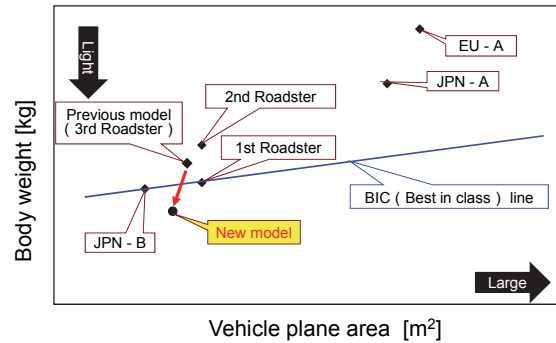 EU - A
Light
JPN - A
2nd Roadster
Previous model
( 3rd Roadster )
1st Roadster
BIC ( Best in class ) line
JPN - B
New model
Large
Body weight [kg]
Vehicle plane area [m²]